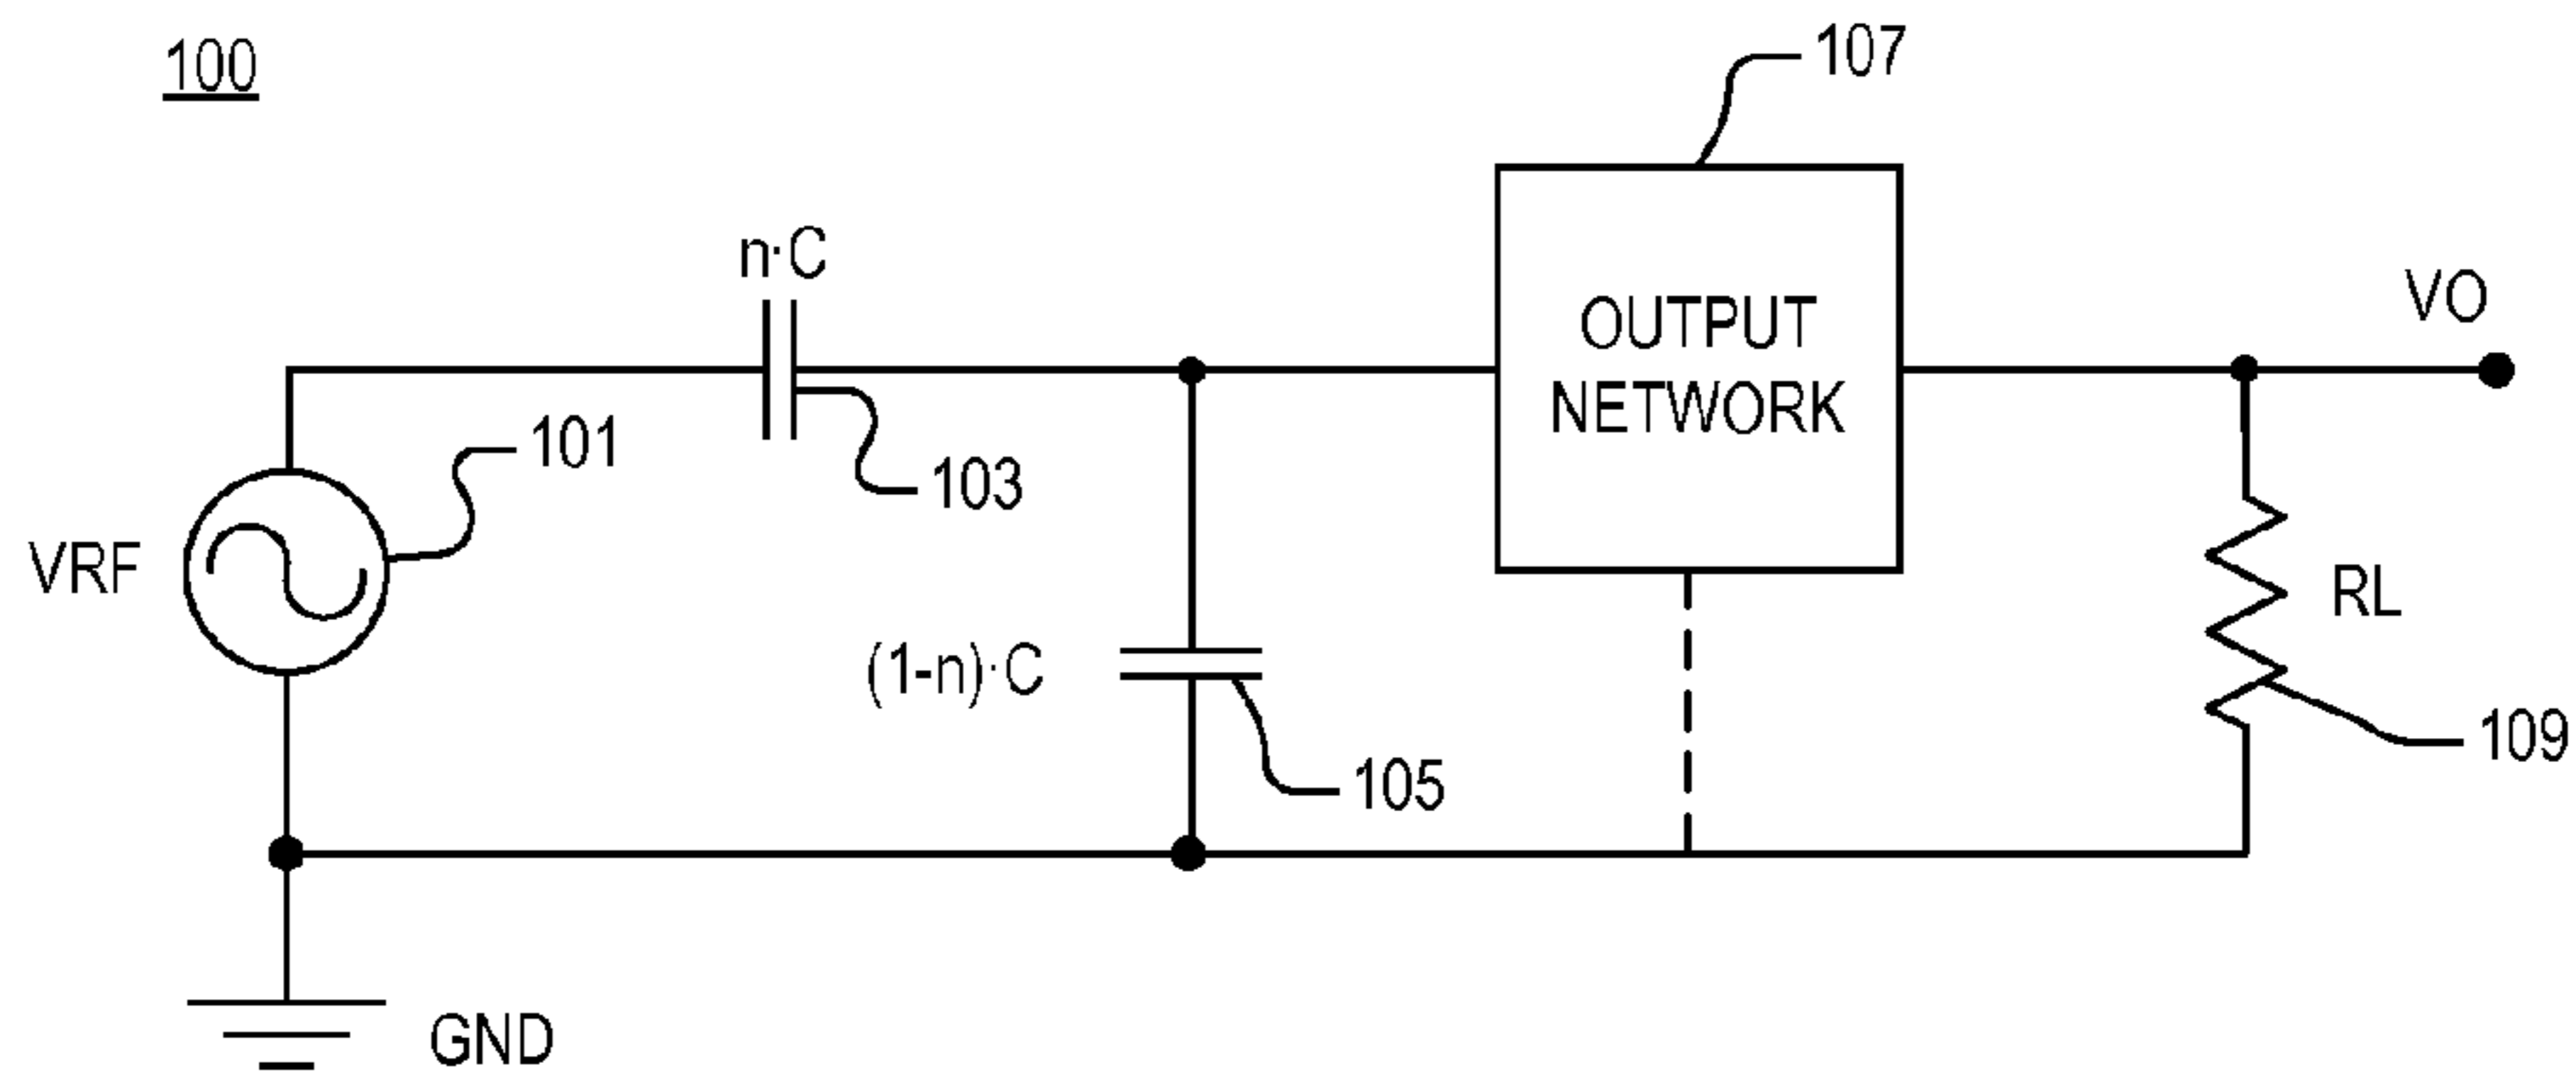 100
107
n·C
VO
OUTPUT
NETWORK
101
103
VRF
RL
(1-n)·C
109
105
GND